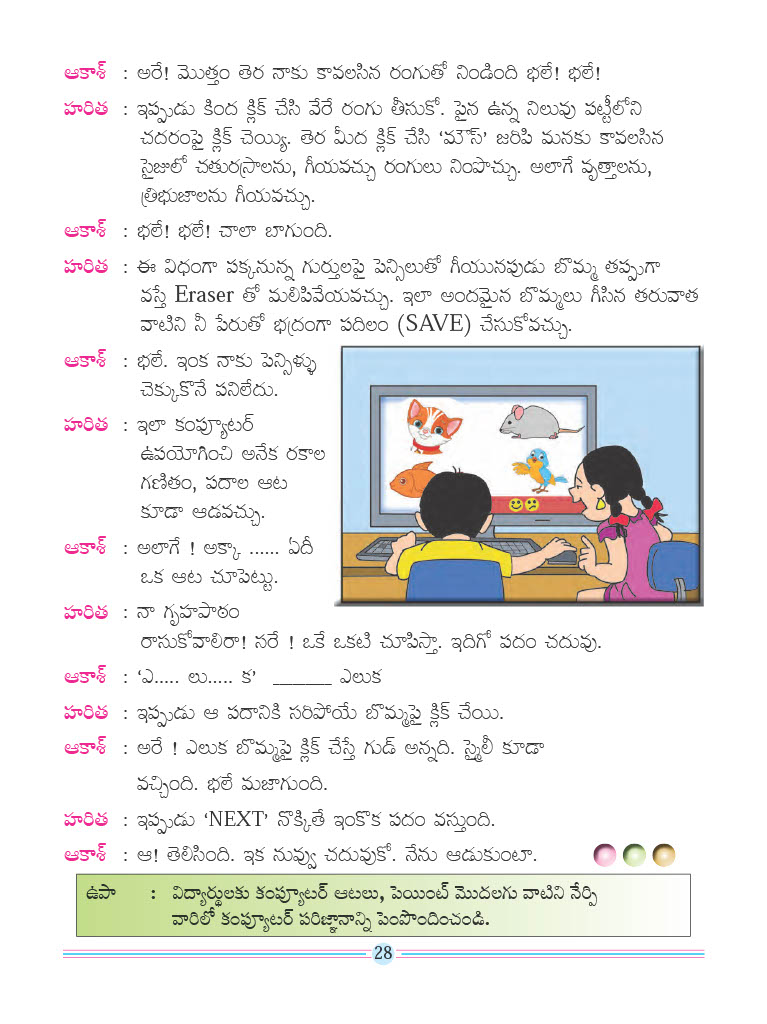 ఆకాశ్ : అరే! మొత్తం తెర నాకు కావలసిన రంగుతో నిండింది భలే! భలే!
హరిత : ఇప్పుడు కింద క్లిక్ చేసి వేరే రంగు తీసుకో. పైన ఉన్న నిలువు పట్టీలోని
చదరంపై క్లిక్ చెయ్యి. తెర మీద క్లిక్ చేసి ‘మౌస్’ జరిపి మనకు కావలసిన
సైజులో చతురస్రాలను, గీయవచ్చు రంగులు నింపొచ్చు. అలాగే వృత్తాలను,
త్రిభుజాలను గీయవచ్చు.
ఆకాశ్ : భలే! భలే! చాలా బాగుంది.
హరిత : ఈ విధంగా పక్కనున్న గుర్తులపై పెన్సిలుతో గీయునపుడు బొమ్మ తప్పుగా
వస్తే Eraser తో మలిపివేయవచ్చు. ఇలా అందమైన బొమ్మలు గీసిన తరువాత
వాటిని నీ పేరుతో భద్రంగా పదిలం (SAVE) చేసుకోవచ్చు.
ఆకాశ్ : భలే. ఇంక నాకు పెన్సిళ్ళు
చెక్కుకొనే పనిలేదు.
హరిత : ఇలా కంప్యూటర్
ఉపయోగించి అనేక రకాల
గణితం, పదాల ఆట
కూడా ఆడవచ్చు.
ఆకాశ్ : అలాగే ! అక్కా ...... ఏదీ
ఒక ఆట చూపెట్టు.
హరిత : నా గృహపాఠం
రాసుకోవాలిరా! సరే ! ఒకే ఒకటి చూపిస్తా. ఇదిగో పదం చదువు.
ఆకాశ్ : ‘ఎ..... లు..... క’ ________ ఎలుక
హరిత : ఇప్పుడు ఆ పదానికి సరిపోయే బొమ్మపై క్లిక్ చేయి.
ఆకాశ్ : అరే ! ఎలుక బొమ్మపై క్లిక్ చేస్తే గుడ్ అన్నది. స్మైలీ కూడా
వచ్చింది. భలే మజాగుంది.
హరిత : ఇప్పుడు ‘NEXT’ నొక్కితే ఇంకొక పదం వస్తుంది.
ఆకాశ్ : ఆ! తెలిసింది. ఇక నువ్వు చదువుకో. నేను ఆడుకుంటా.
ఉపా : విద్యార్థులకు కంప్యూటర్ ఆటలు, పెయింట్ మొదలగు వాటిని నేర్పి
వారిలో కంప్యూటర్ పరిజ్ఞానాన్ని పెంపొందించండి.
28